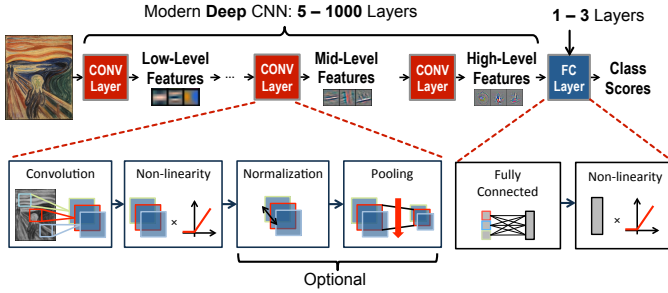 Modern Deep CNN: 5 – 1000 Layers
1 – 3 Layers
CONV
Layer
Low-Level
Features
...
CONV
Layer
Mid-Level
Features
CONV
Layer
High-Level
Features
FC
Layer
Class
Scores
Convolution
Non-linearity
×
Normalization
Pooling
Optional
Fully
Connected
Non-linearity
×